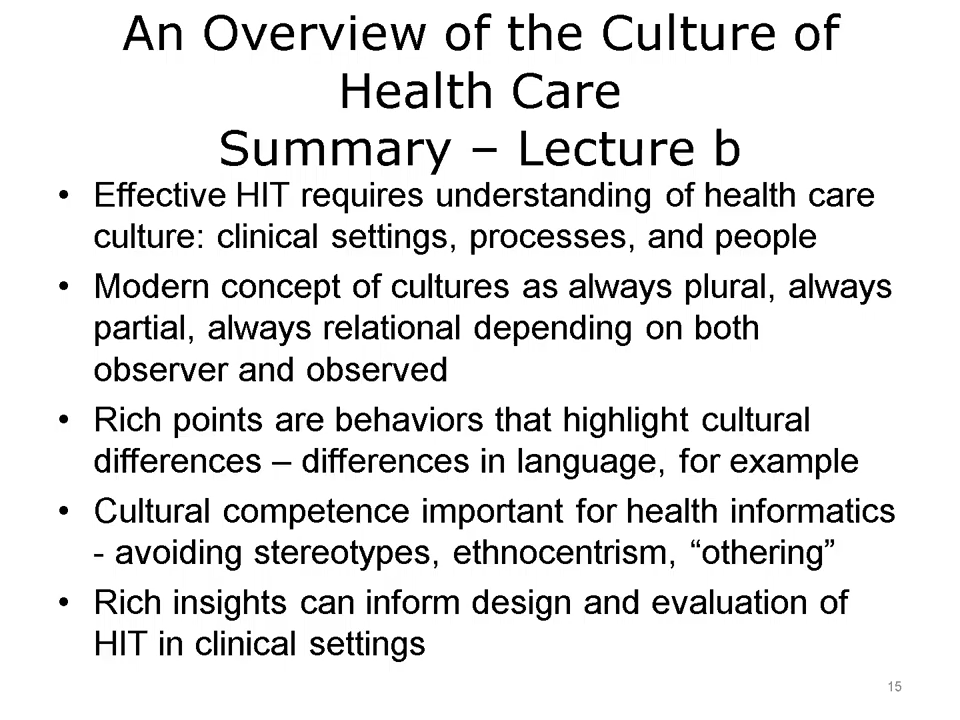 An Overview of the Culture of
Health Care
Summary – Lecture b
• Effective HIT requires understanding of health care
culture: clinical settings, processes, and people
• Modern concept of cultures as always plural, always
partial, always relational depending on both
observer and observed
• Rich points are behaviors that highlight cultural
differences – differences in language, for example
• Cultural competence important for health informatics
- avoiding stereotypes, ethnocentrism, “othering”
• Rich insights can inform design and evaluation of
HIT in clinical settings
15